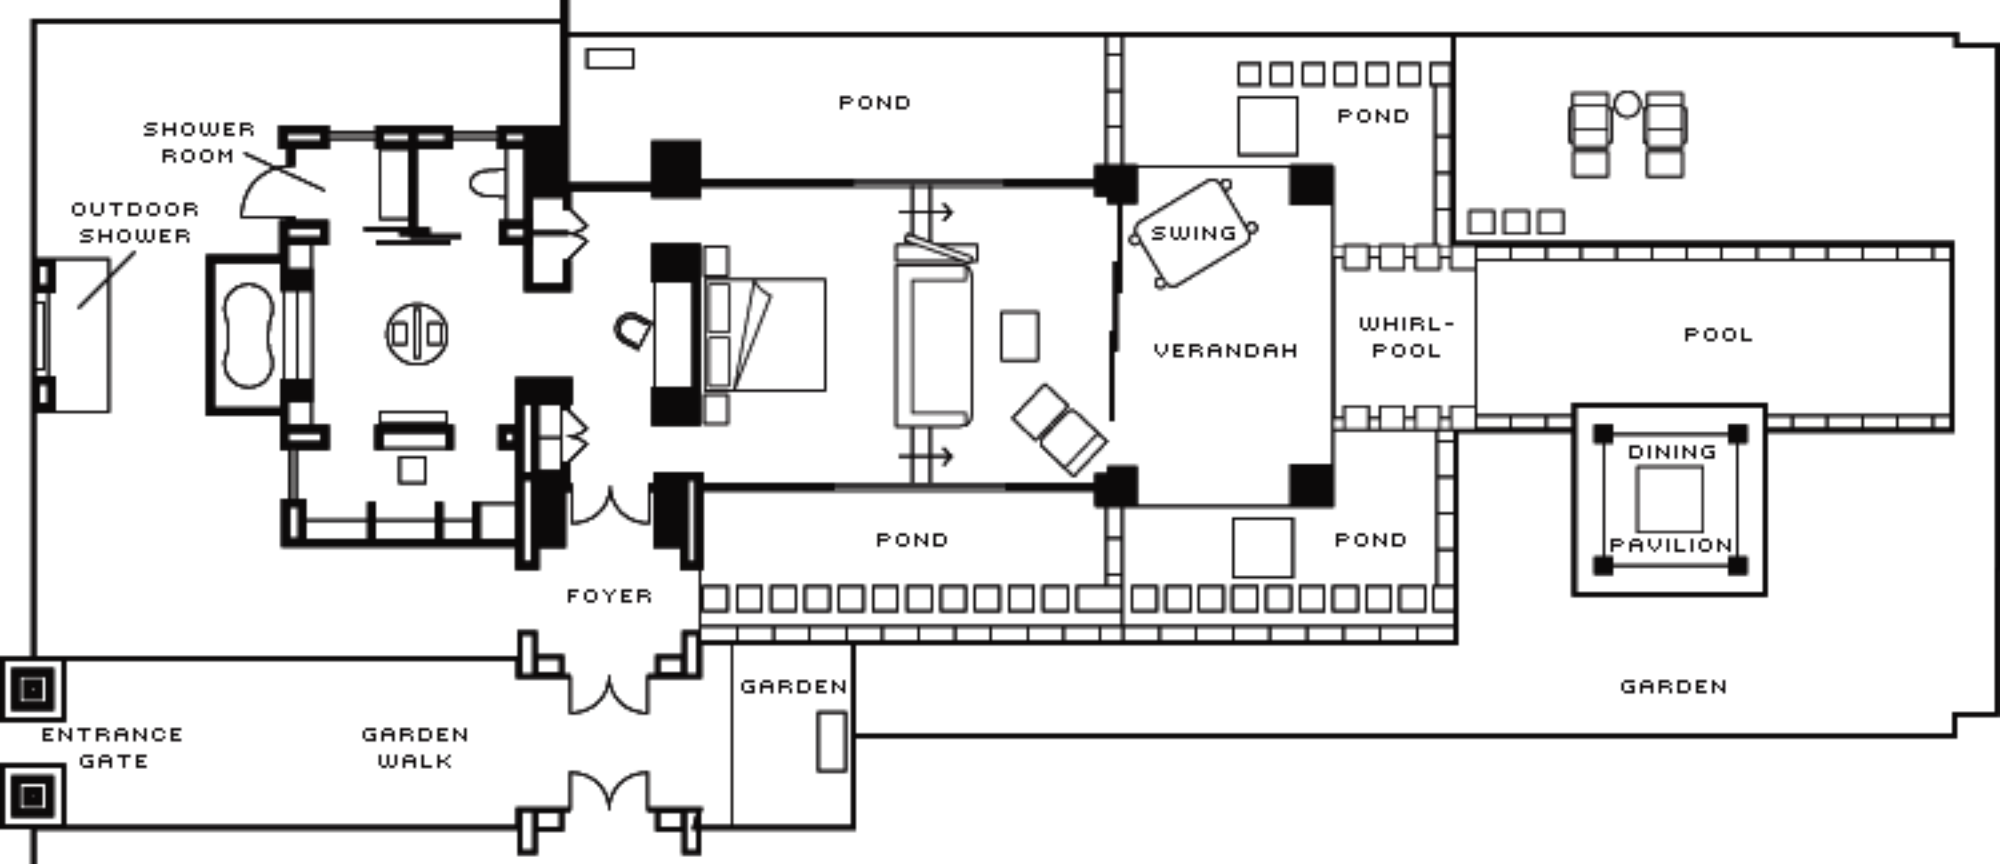 POND
POND
SHOWER
ROOM
OUTDOOR
SHOWER
SWING
WHIRL-
POOL
VERANDAH
POOL
DINING
PAVILION
POND
POND
FOYER
GARDEN
GARDEN
ENTRANCE
GATE
GARDEN
WALK